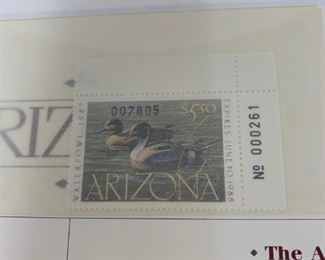 RIZ
007805
$5.50
WATERFOWL 1987
EXPIRES JUNE 30, 1988
ARIZONA
No 000261
The A